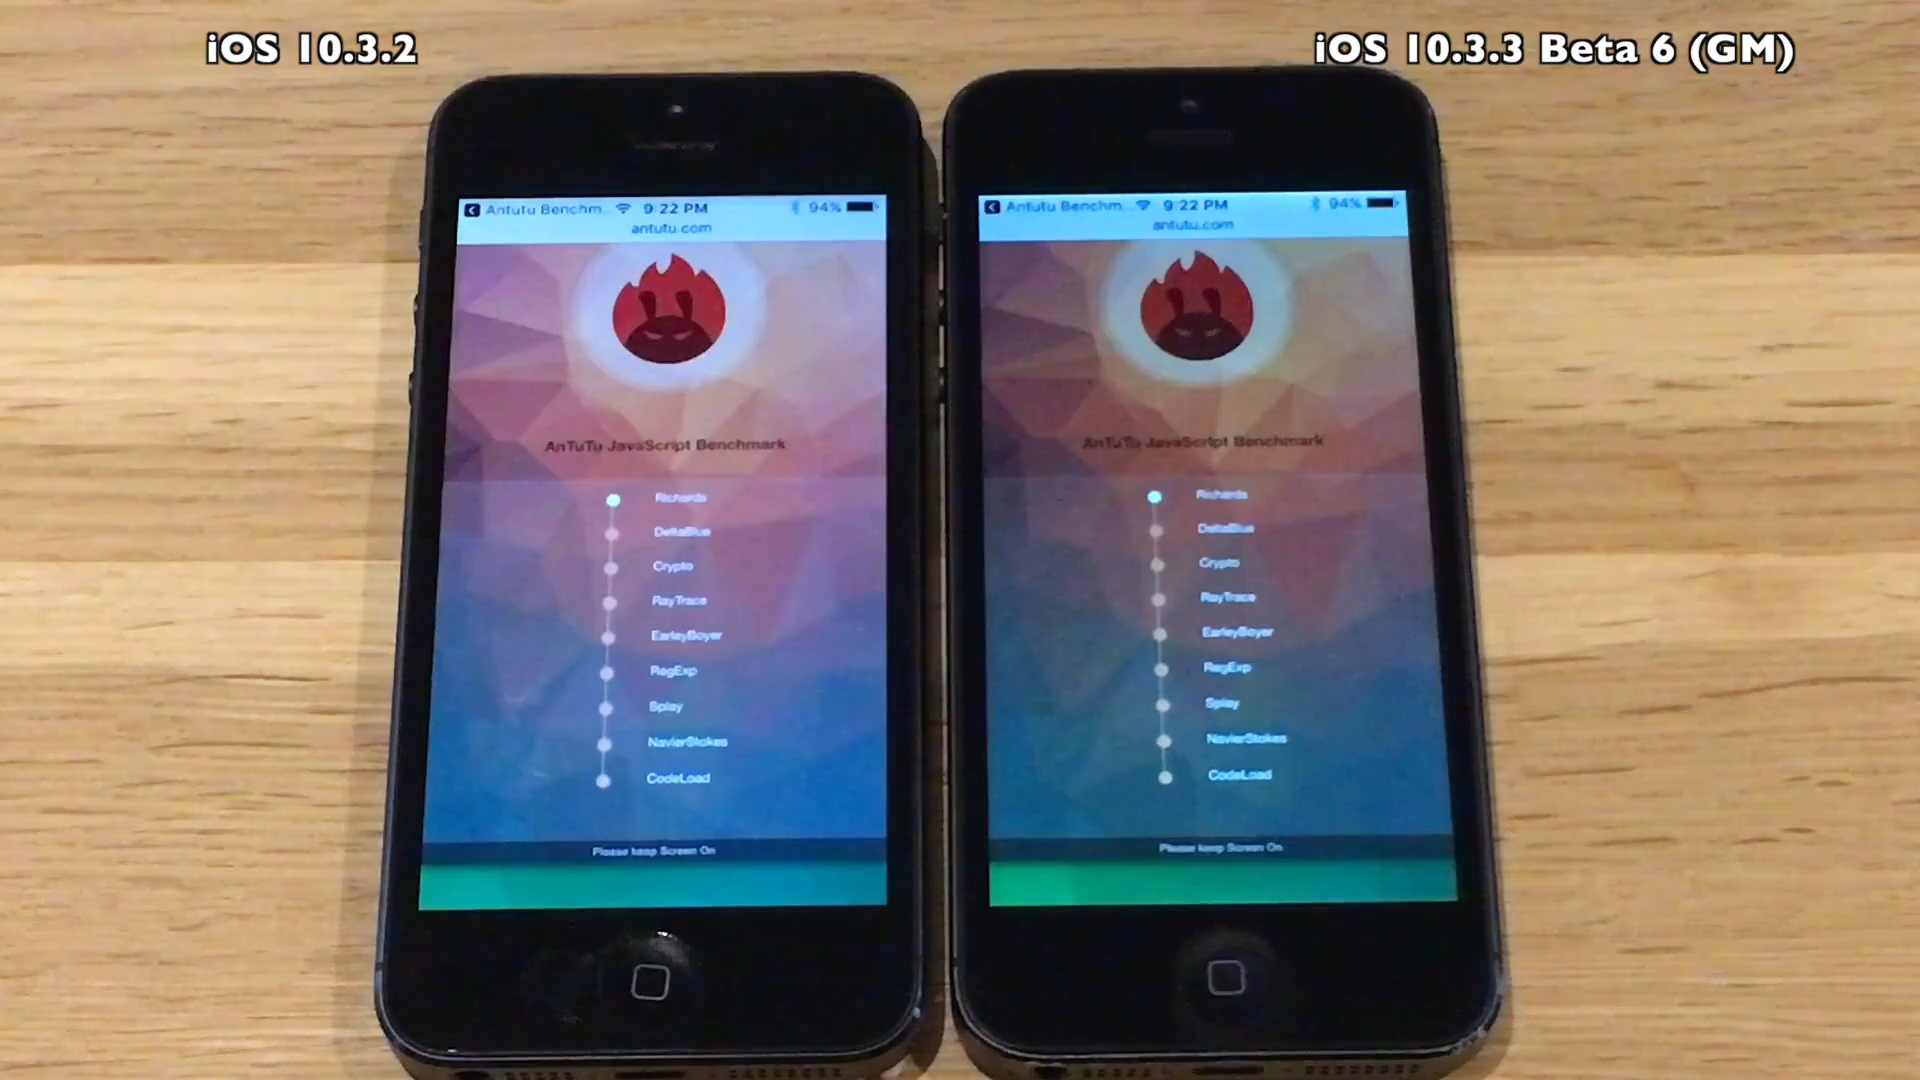 iOS 10.3.2
iOS 10.3.3 Beta 6 (GM)
Antutu Benchm... 9:22 PM 94%
antutu.com
AnTuTu JavaScript Benchmark
Richards
DeltaBlue
Crypto
RayTrace
EarleyBoyer
RegExp
Splay
NavierStokes
CodeLoad
Please keep Screen On
Antutu Benchm... 9:22 PM 94%
antutu.com
AnTuTu JavaScript Benchmark
Richards
DeltaBlue
Crypto
RayTrace
EarleyBoyer
RegExp
Splay
NavierStokes
CodeLoad
Please keep Screen On